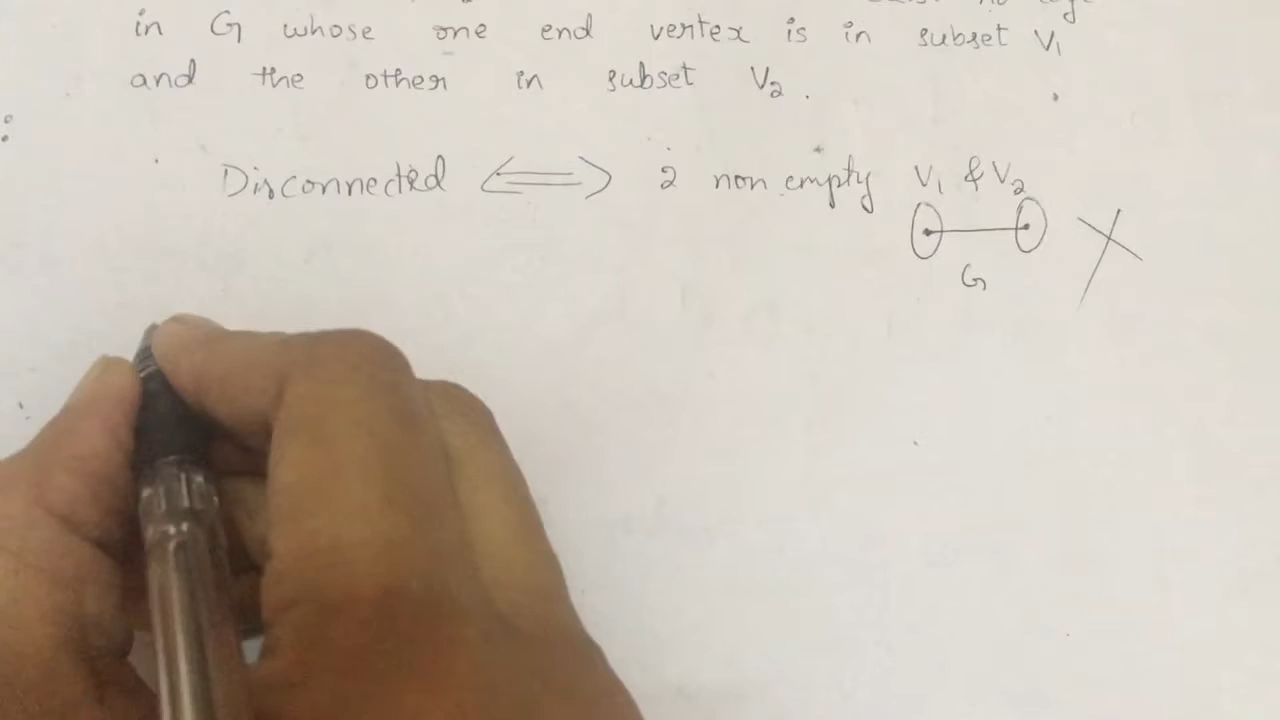 in G whose one end vertex is in subset V₁
and the other in subset V₂.
:
Disconnected ⟺ 2 non empty V₁ & V₂
G